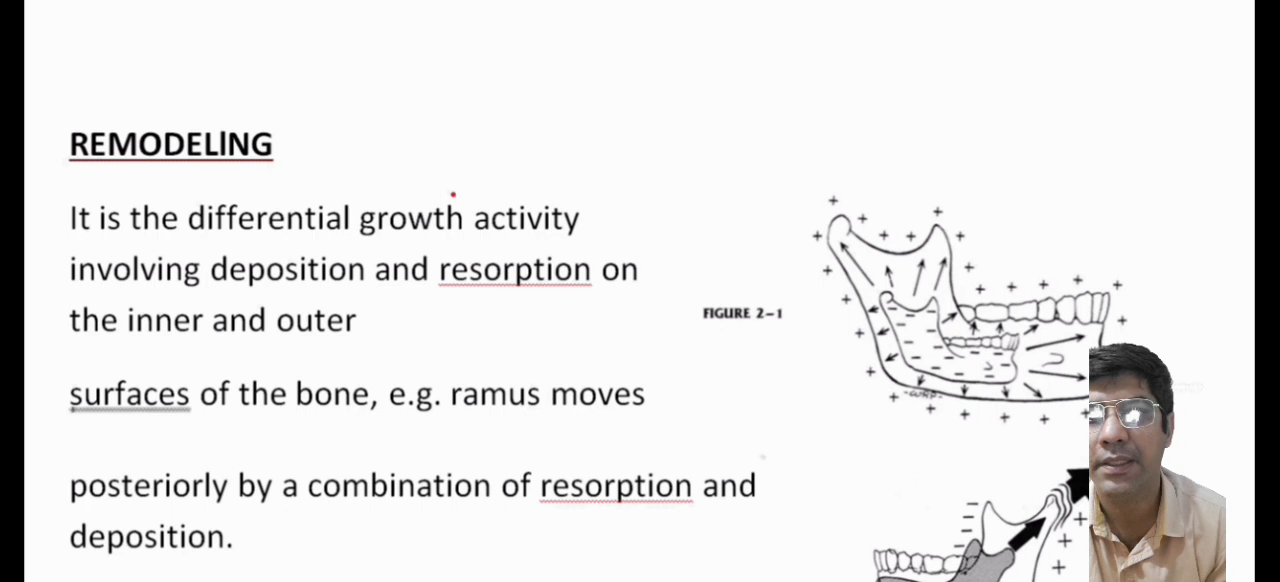 REMODELING
It is the differential growth activity
involving deposition and resorption on
the inner and outer
FIGURE 2-1
surfaces of the bone, e.g. ramus moves
posteriorly by a combination of resorption and
deposition.